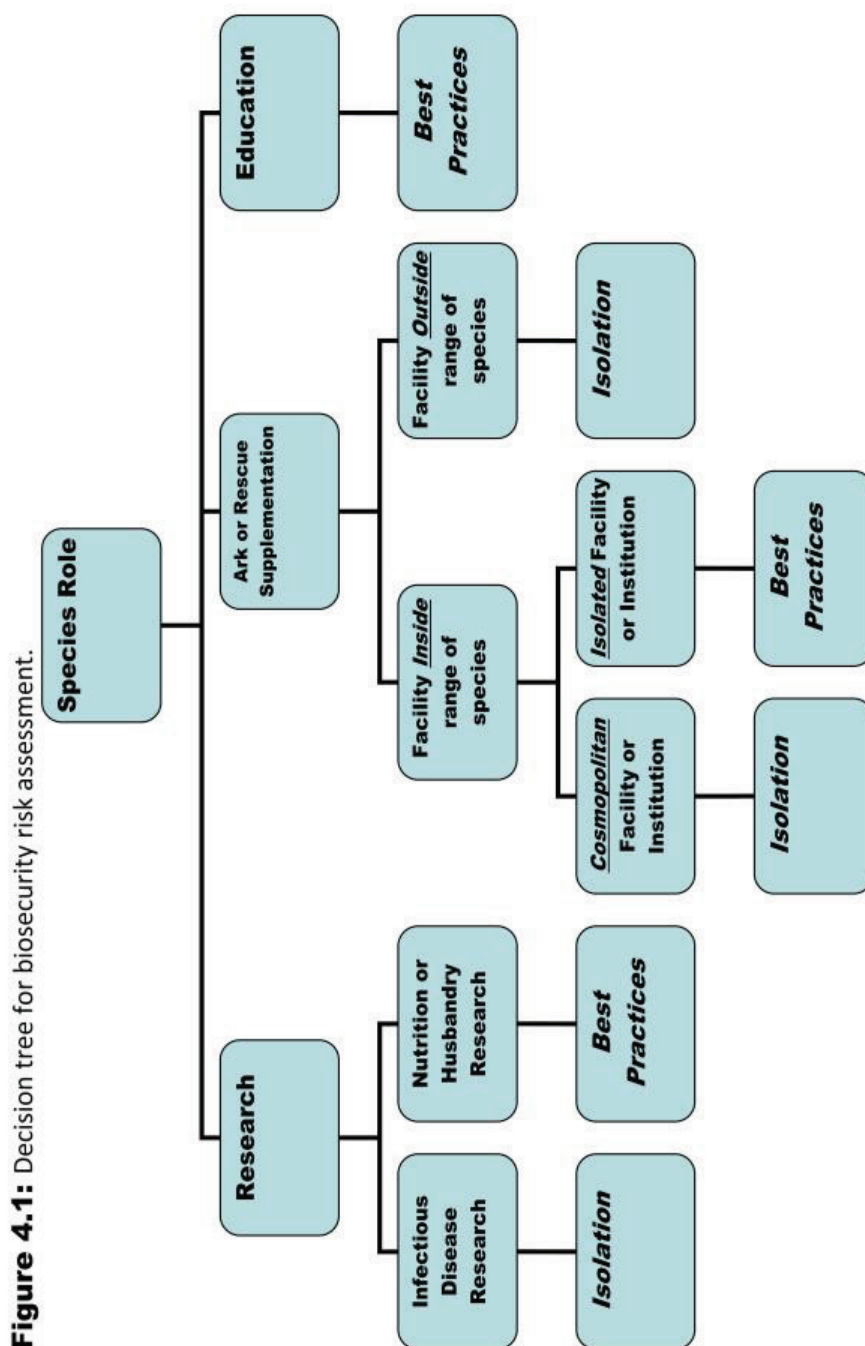 Figure 4.1: Decision tree for biosecurity risk assessment.
Species Role
Research
Ark or Rescue
Supplementation
Education
Infectious
Disease
Research
Nutrition or
Husbandry
Research
Facility Inside
range of
species
Facility Outside
range of
species
Best
Practices
Isolation
Best
Practices
Cosmopolitan
Facility or
Institution
Isolated Facility
or Institution
Isolation
Isolation
Best
Practices